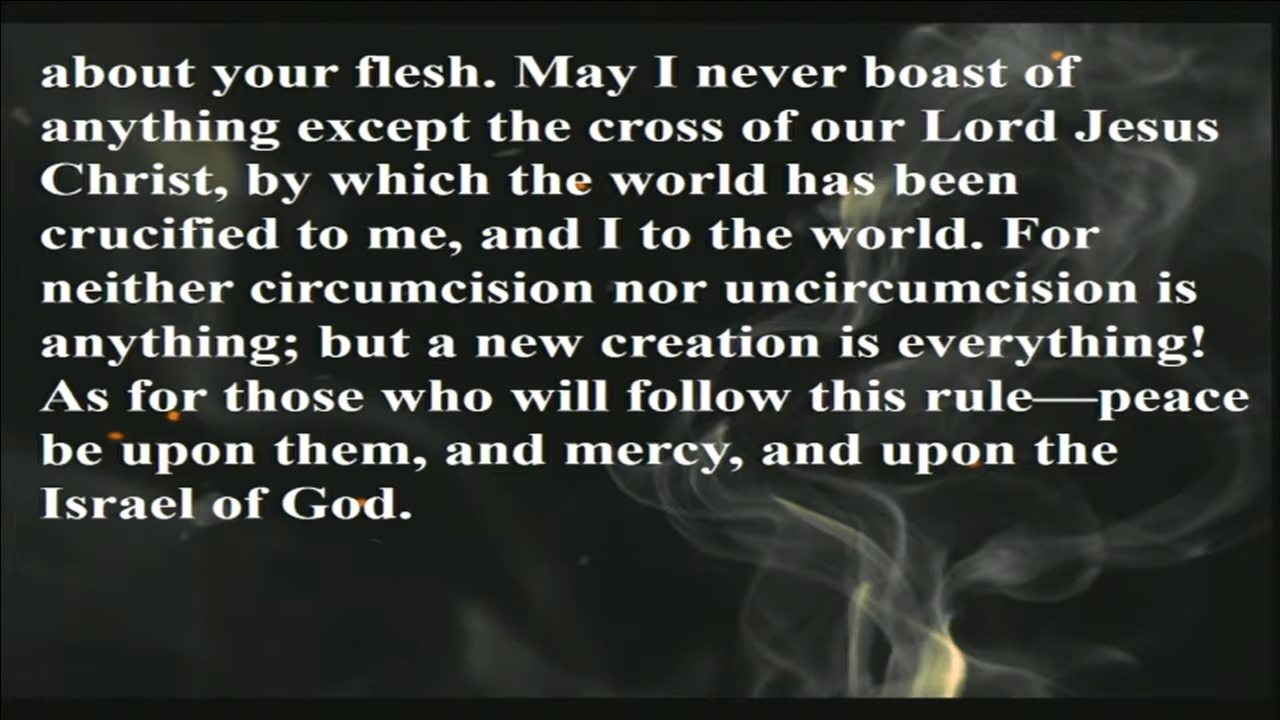 about your flesh. May I never boast of
anything except the cross of our Lord Jesus
Christ, by which the world has been
crucified to me, and I to the world. For
neither circumcision nor uncircumcision is
anything; but a new creation is everything!
As for those who will follow this rule—peace
be upon them, and mercy, and upon the
Israel of God.